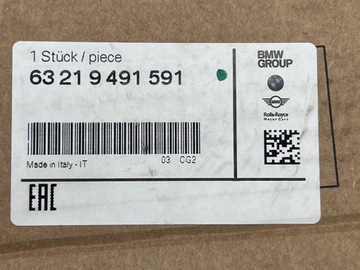 1 Stück / piece
63 21 9 491 591
Made in Italy - IT
03 CG2
EAC
BMW
GROUP
MINI
Rolls-Royce
Motor Cars